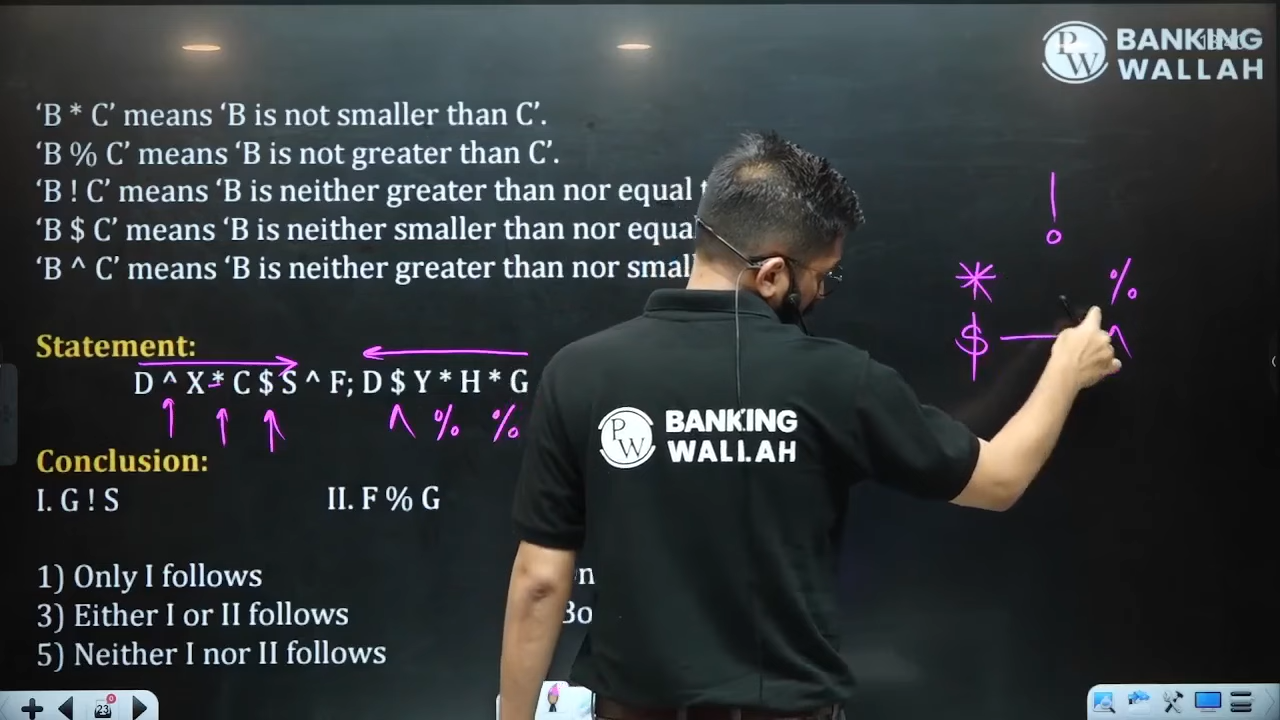 BANKING
WALLAH
‘B * C’ means ‘B is not smaller than C’.
‘B % C’ means ‘B is not greater than C’.
‘B ! C’ means ‘B is neither greater than nor equal
‘B $ C’ means ‘B is neither smaller than nor
‘B ^ C’ means ‘B is neither greater than nor
!
* %
$ — ^
Statement:
D ^ X * C $ S ^ F; D $ Y * H * G
^ % %
PW BANKING
WALLAH
Conclusion:
I. G ! S II. F % G
1) Only I follows
3) Either I or II follows
5) Neither I nor II follows
23